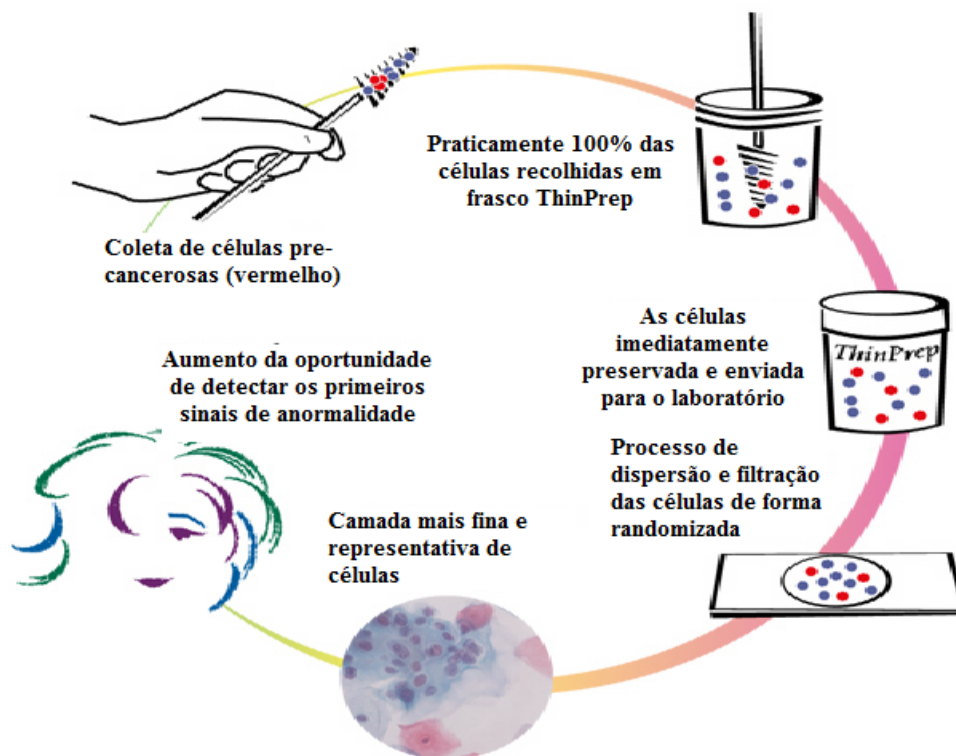 Praticamente 100% das
células recolhidas em
frasco ThinPrep
Coleta de células pre-
cancerosas (vermelho)
As células
imediatamente
preservada e enviada
para o laboratório
ThinPrep
Aumento da oportunidade
de detectar os primeiros
sinais de anormalidade
Processo de
dispersão e filtração
das células de forma
randomizada
Camada mais fina e
representativa de
células